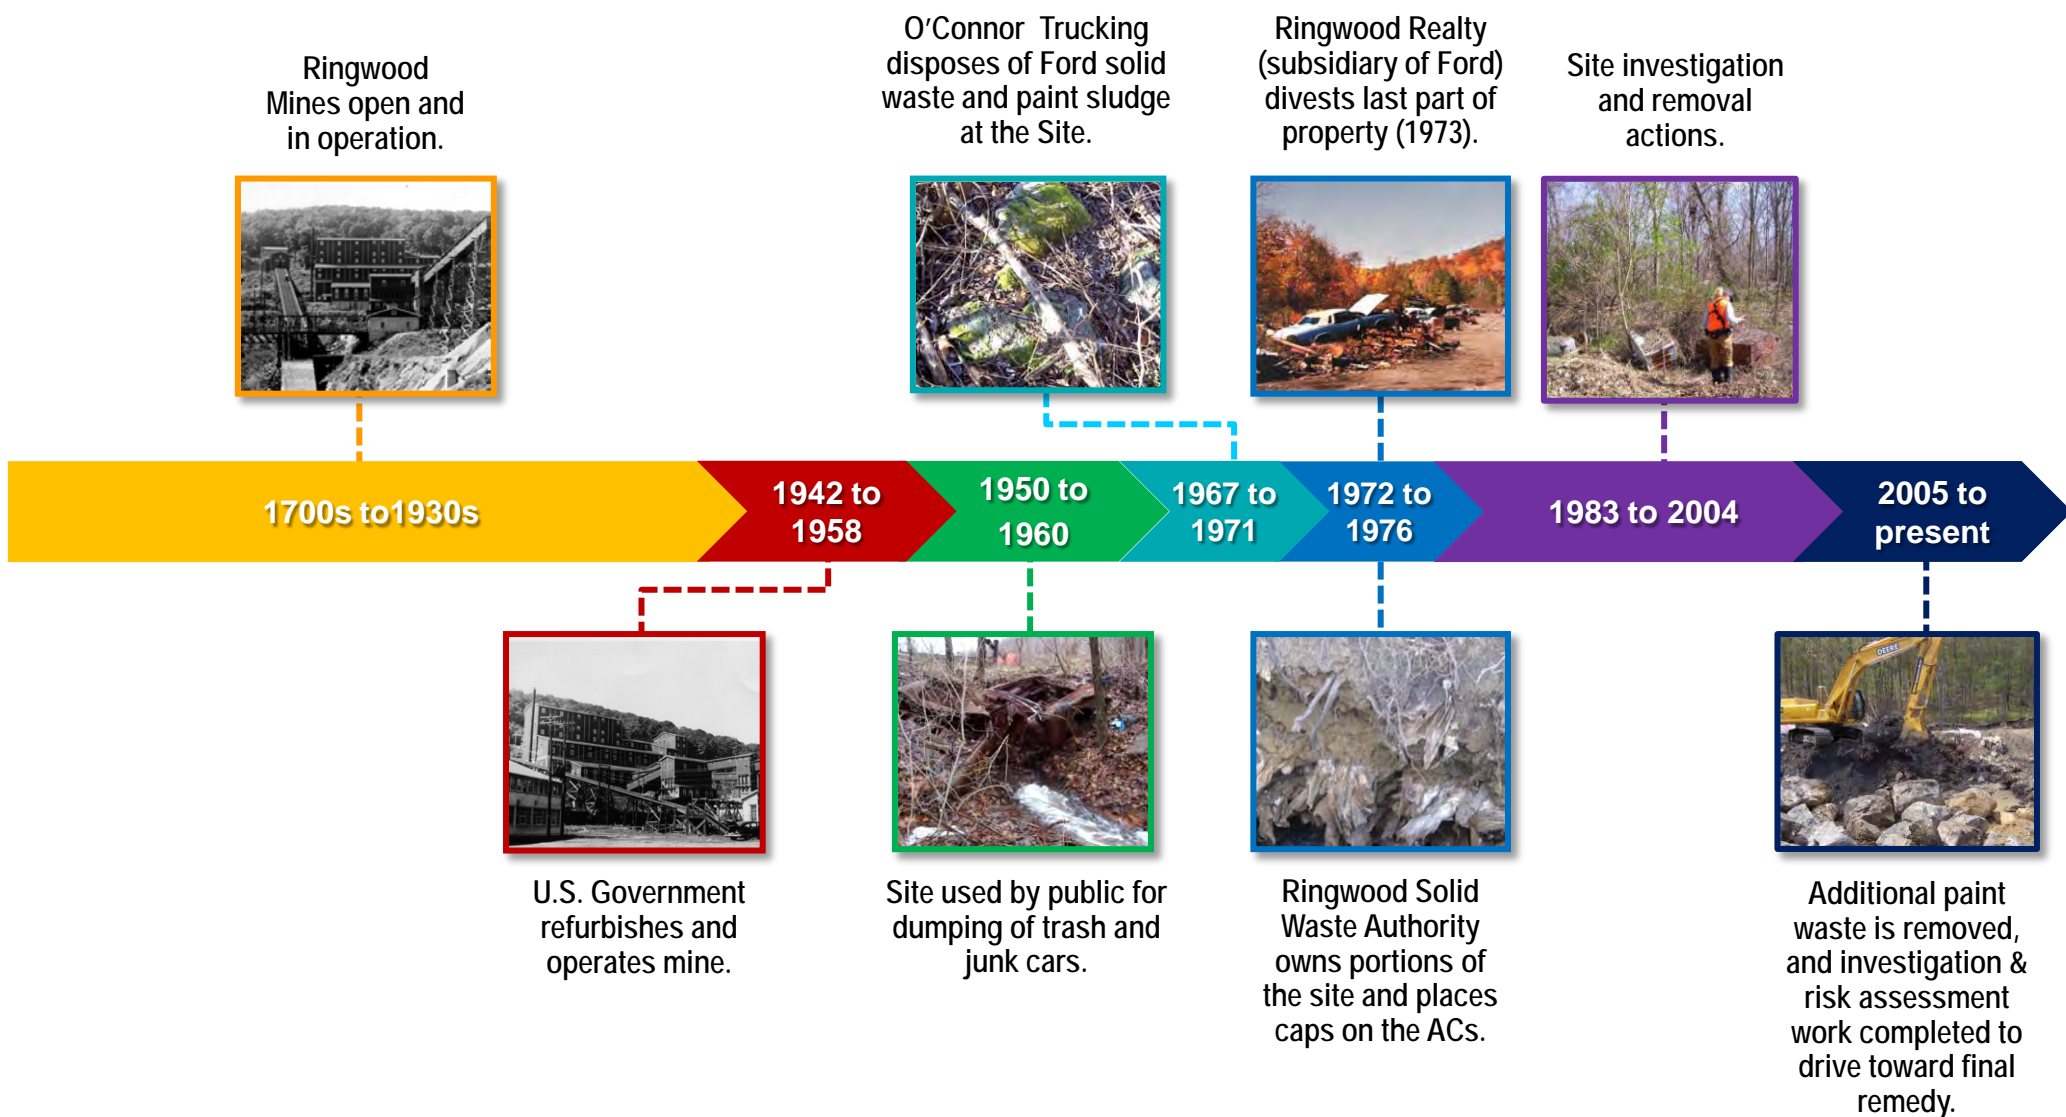 Ringwood
Mines open and
in operation.
O'Connor Trucking
disposes of Ford solid
waste and paint sludge
at the Site.
Ringwood Realty
(subsidiary of Ford)
divests last part of
property (1973).
Site investigation
and removal
actions.
1700s to1930s
1942 to
1958
1950 to
1960
1967 to
1971
1972 to
1976
1983 to 2004
2005 to
present
DEERE
U.S. Government
refurbishes and
operates mine.
Site used by public for
dumping of trash and
junk cars.
Ringwood Solid
Waste Authority
owns portions of
the site and places
caps on the ACs.
Additional paint
waste is removed,
and investigation &
risk assessment
work completed to
drive toward final
remedy.